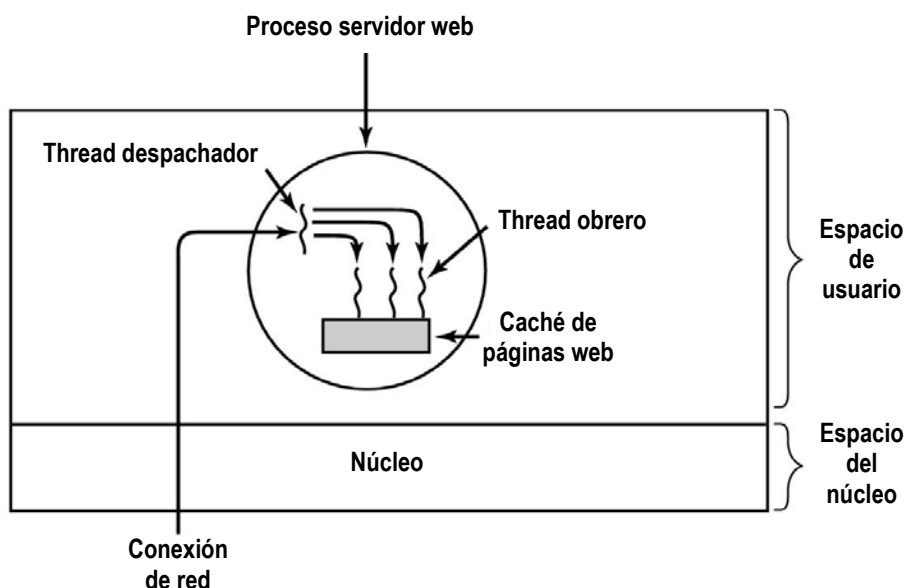 Proceso servidor web
Thread despachador
Thread obrero
Espacio
de
usuario
Caché de
páginas web
Núcleo
Espacio
del
núcleo
Conexión
de red